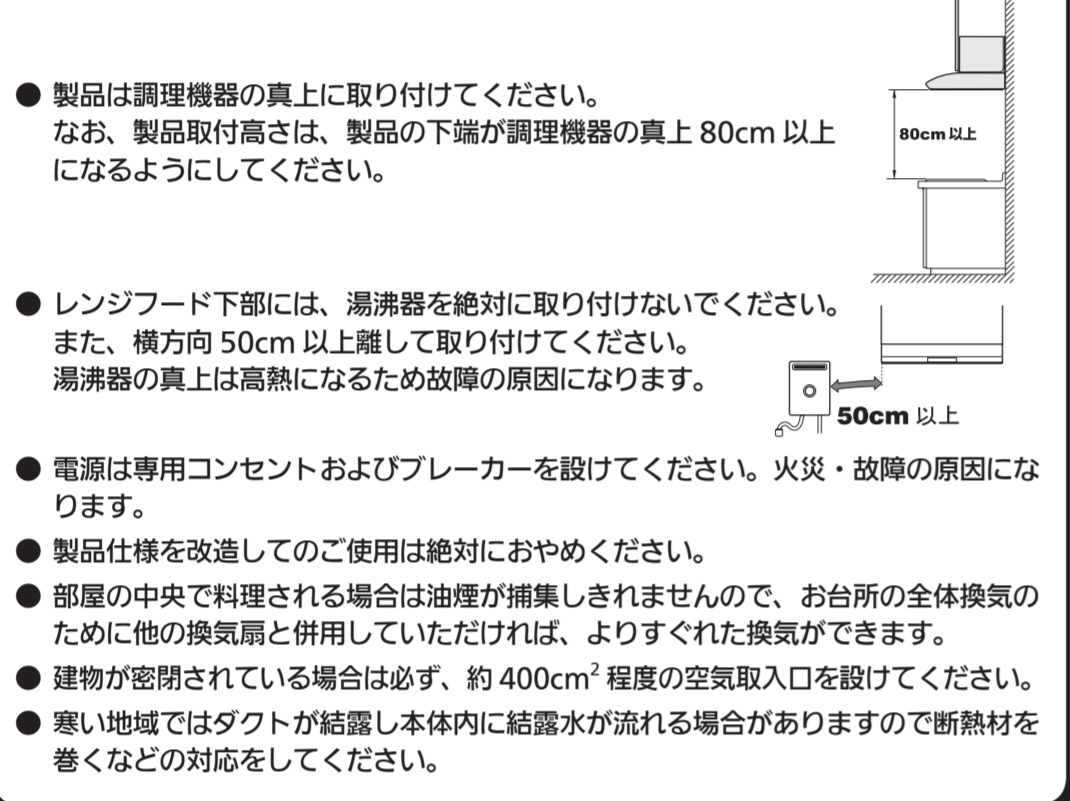 ● 製品は調理機器の真上に取り付けてください。
なお、製品取付高さは、製品の下端が調理機器の真上 80cm 以上
になるようにしてください。
80cm 以上
● レンジフード下部には、湯沸器を絶対に取り付けないでください。
また、横方向 50cm 以上離して取り付けてください。
湯沸器の真上は高熱になるため故障の原因になります。
50cm 以上
● 電源は専用コンセントおよびブレーカーを設けてください。火災・故障の原因にな
ります。
● 製品仕様を改造してのご使用は絶対におやめください。
● 部屋の中央で料理される場合は油煙が捕集しきれませんので、お台所の全体換気の
ために他の換気扇と併用していただければ、よりすぐれた換気ができます。
● 建物が密閉されている場合は必ず、約 400cm² 程度の空気取入口を設けてください。
● 寒い地域ではダクトが結露し本体内に結露水が流れる場合がありますので断熱材を
巻くなどの対応をしてください。